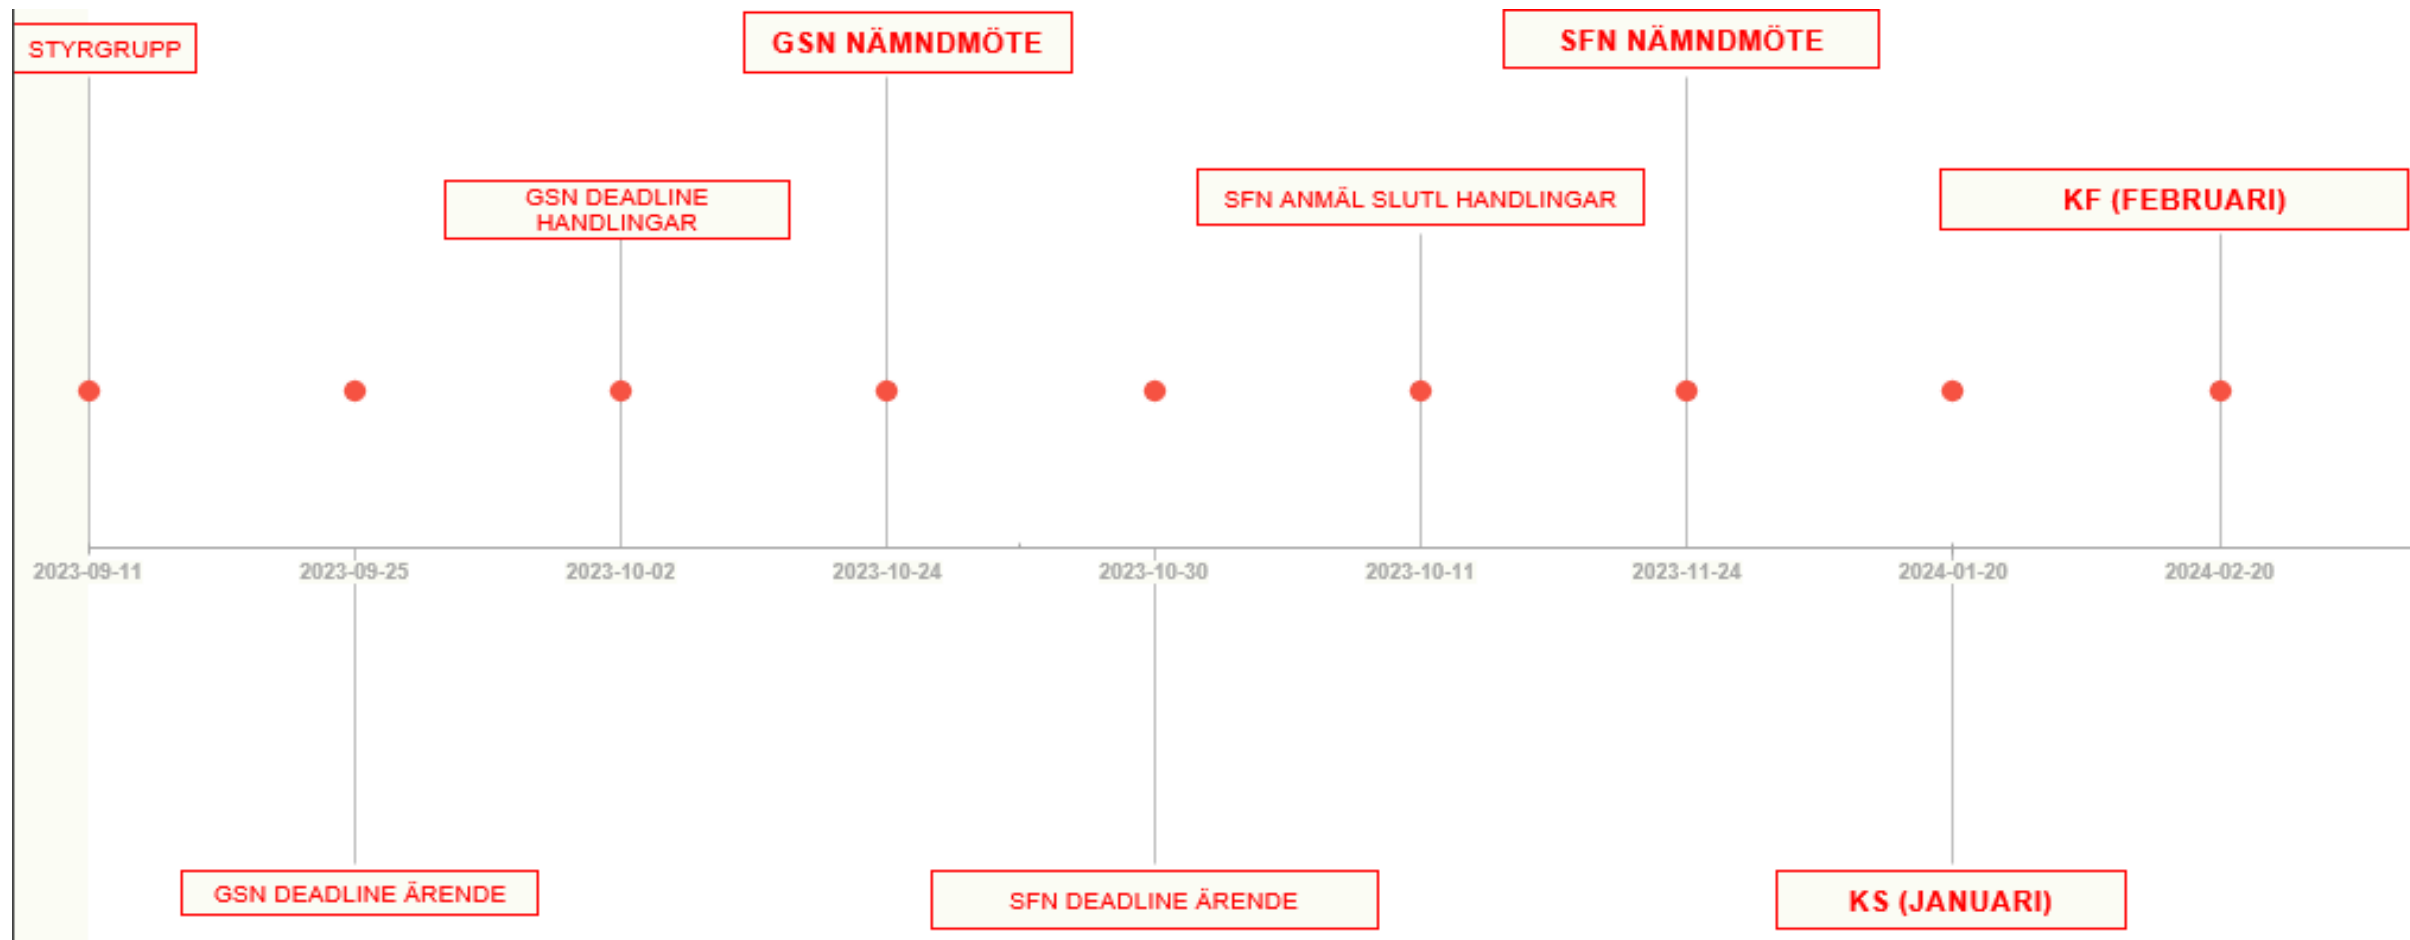 STYRGRUPP
GSN NÄMNDMÖTE
SFN NÄMNDMÖTE
GSN DEADLINE
HANDLINGAR
SFN ANMÄL SLUTL HANDLINGAR
KF (FEBRUARI)
2023-09-11
2023-09-25
2023-10-02
2023-10-24
2023-10-30
2023-10-11
2023-11-24
2024-01-20
2024-02-20
GSN DEADLINE ÄRENDE
SFN DEADLINE ÄRENDE
KS (JANUARI)